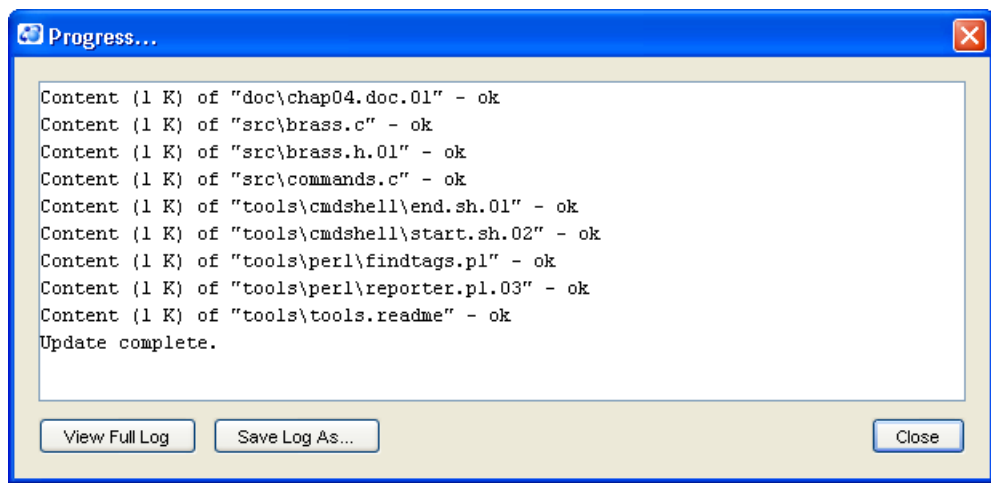 Progress...
Content (1 K) of "doc\chap04.doc.01" - ok
Content (1 K) of "src\brass.c" - ok
Content (1 K) of "src\brass.h.01" - ok
Content (1 K) of "src\commands.c" - ok
Content (1 K) of "tools\cmdshell\end.sh.01" - ok
Content (1 K) of "tools\cmdshell\start.sh.02" - ok
Content (1 K) of "tools\perl\findtags.pl" - ok
Content (1 K) of "tools\perl\reporter.pl.03" - ok
Content (1 K) of "tools\tools.readme" - ok
Update complete.
View Full Log Save Log As... Close